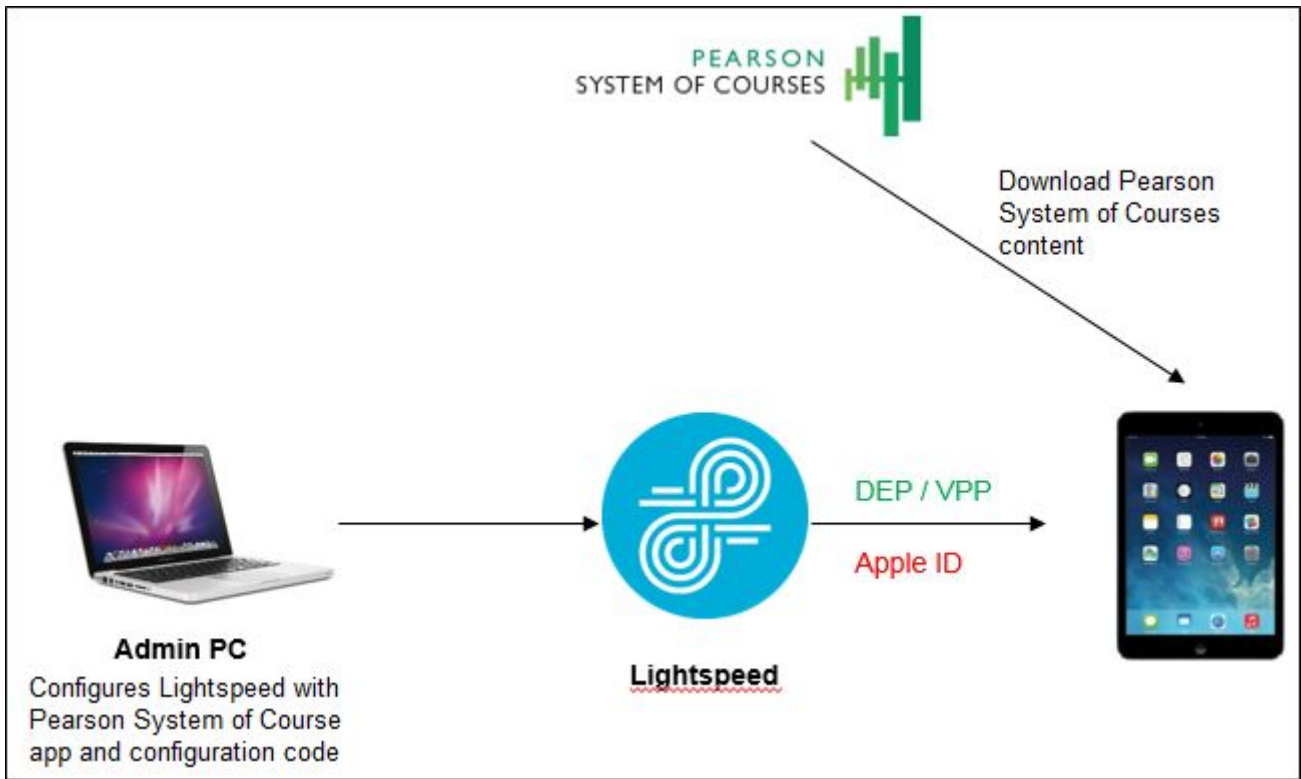 PEARSON
SYSTEM OF COURSES
Download Pearson
System of Courses
content
DEP / VPP
Apple ID
Admin PC
Configures Lightspeed with
Pearson System of Course
app and configuration code
Lightspeed